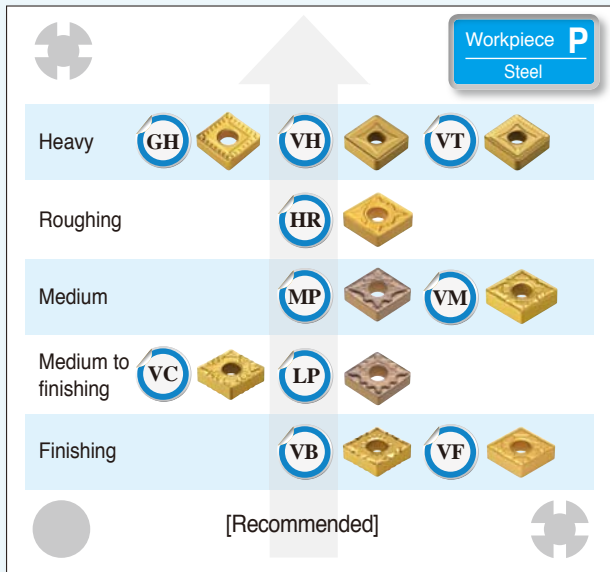 Workpiece P
Steel
Heavy GH VH VT
Roughing HR
Medium MP VM
Medium to
finishing VC LP
Finishing VB VF
[Recommended]